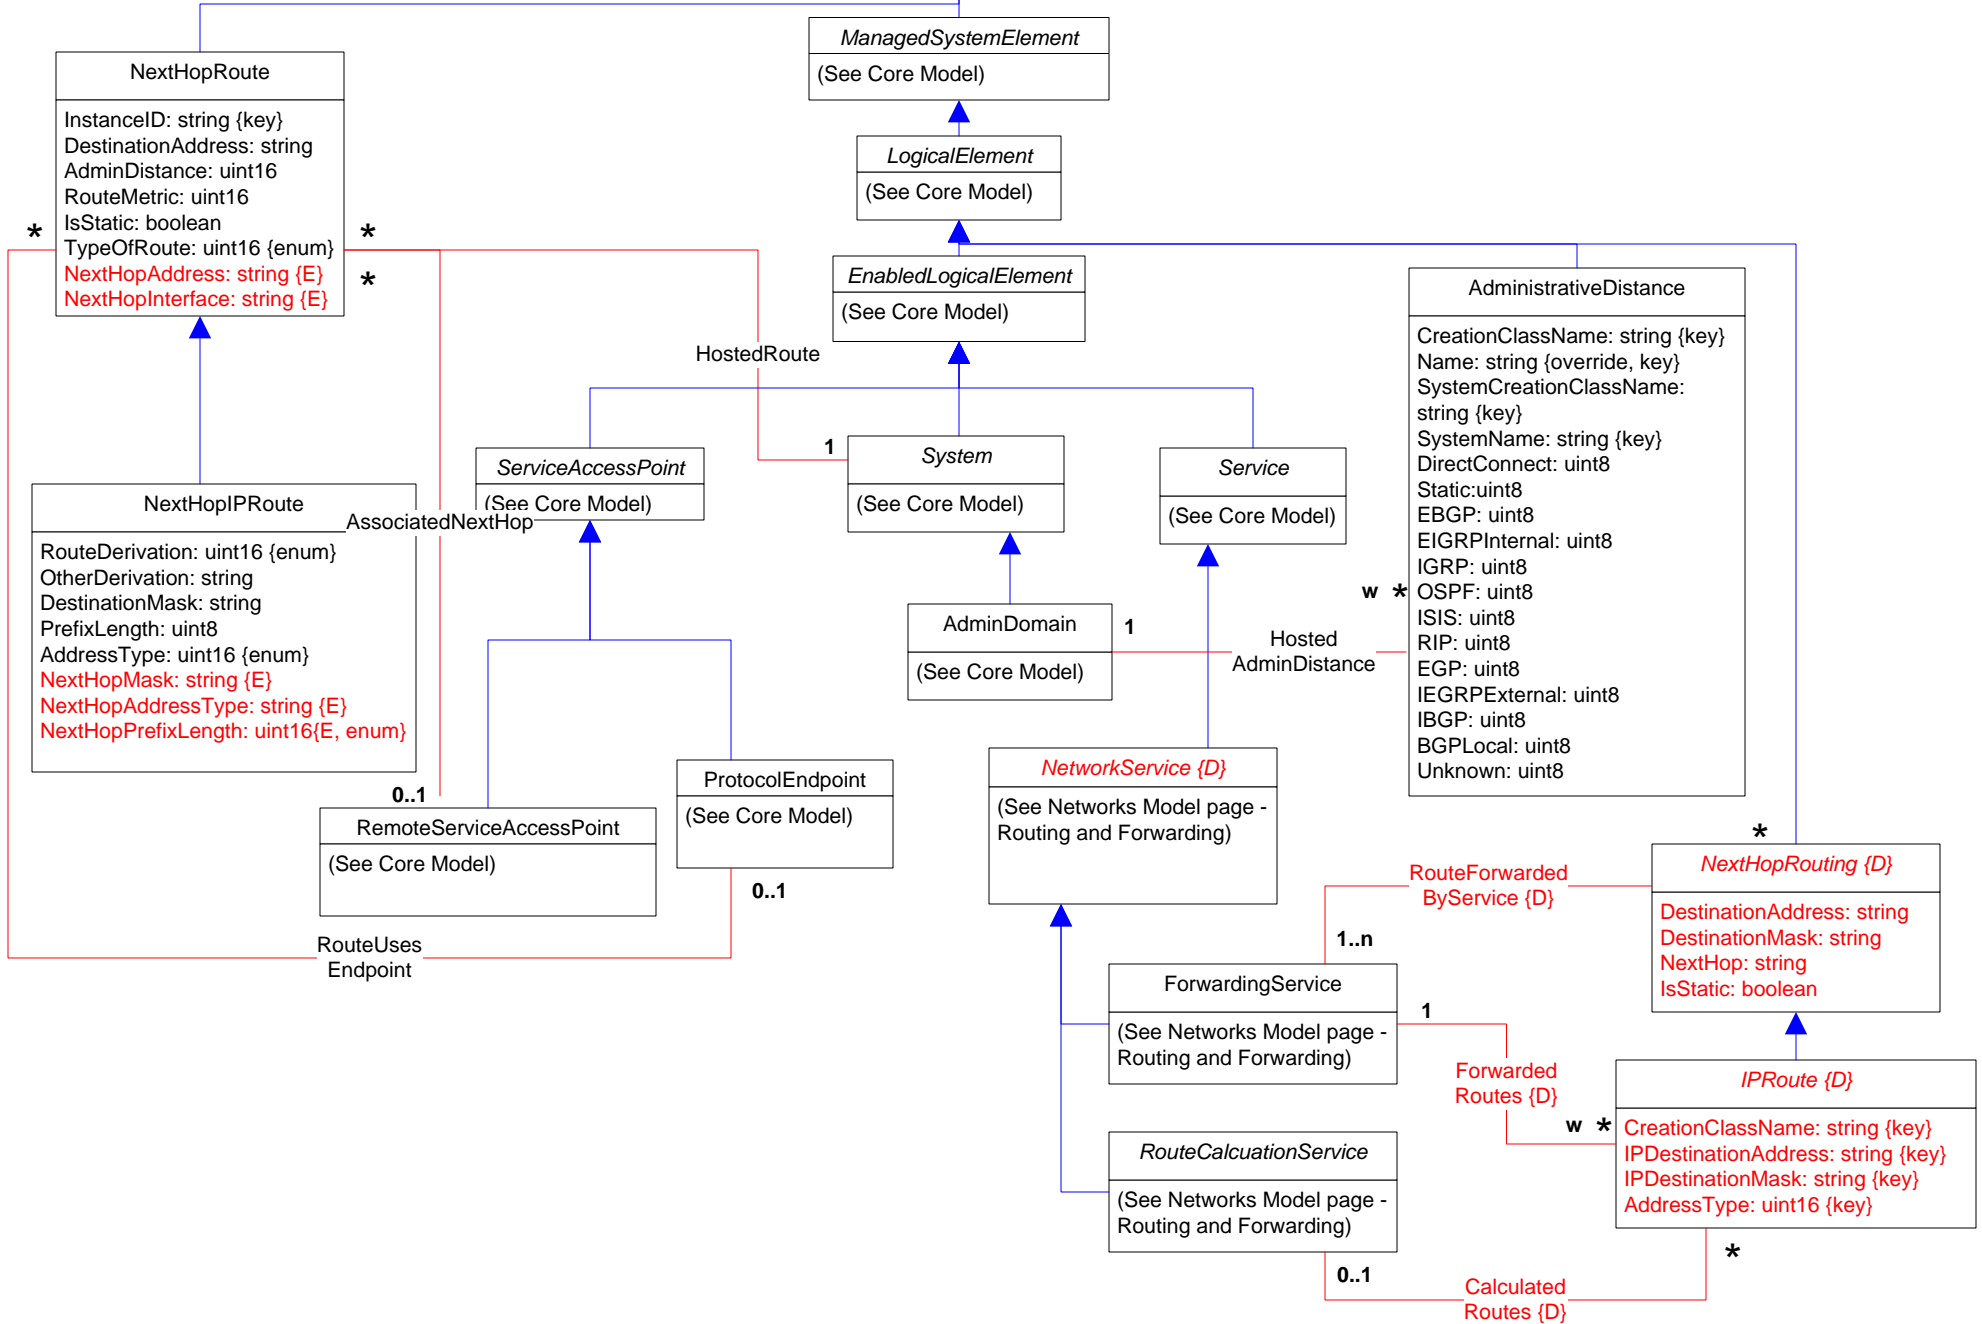 ManagedSystemElement
(See Core Model)
NextHopRoute
InstanceID: string {key}
DestinationAddress: string
AdminDistance: uint16
RouteMetric: uint16
IsStatic: boolean
TypeOfRoute: uint16 {enum}
NextHopAddress: string {E}
NextHopInterface: string {E}
*
*
*
LogicalElement
(See Core Model)
EnabledLogicalElement
(See Core Model)
HostedRoute
1
AdministrativeDistance
CreationClassName: string {key}
Name: string {override, key}
SystemCreationClassName:
string {key}
SystemName: string {key}
DirectConnect: uint8
Static:uint8
EBGP: uint8
EIGRPInternal: uint8
IGRP: uint8
OSPF: uint8
ISIS: uint8
RIP: uint8
EGP: uint8
IEGRPExternal: uint8
IBGP: uint8
BGPLocal: uint8
Unknown: uint8
ServiceAccessPoint
(See Core Model)
System
(See Core Model)
Service
(See Core Model)
NextHopIPRoute
RouteDerivation: uint16 {enum}
OtherDerivation: string
DestinationMask: string
PrefixLength: uint8
AddressType: uint16 {enum}
NextHopMask: string {E}
NextHopAddressType: string {E}
NextHopPrefixLength: uint16{E, enum}
AssociatedNextHop
0..1
AdminDomain
(See Core Model)
1
Hosted
AdminDistance
w *
RemoteServiceAccessPoint
(See Core Model)
ProtocolEndpoint
(See Core Model)
0..1
RouteUses
Endpoint
NetworkService {D}
(See Networks Model page -
Routing and Forwarding)
*
NextHopRouting {D}
DestinationAddress: string
DestinationMask: string
NextHop: string
IsStatic: boolean
RouteForwarded
ByService {D}
1..n
ForwardingService
(See Networks Model page -
Routing and Forwarding)
1
Forwarded
Routes {D}
w *
IPRoute {D}
CreationClassName: string {key}
IPDestinationAddress: string {key}
IPDestinationMask: string {key}
AddressType: uint16 {key}
RouteCalcuationService
(See Networks Model page -
Routing and Forwarding)
0..1
Calculated
Routes {D}
*